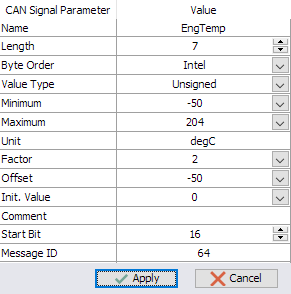 CAN Signal Parameter Value
Name EngTemp
Length 7
Byte Order Intel
Value Type Unsigned
Minimum -50
Maximum 204
Unit degC
Factor 2
Offset -50
Init. Value 0
Comment
Start Bit 16
Message ID 64
Apply Cancel